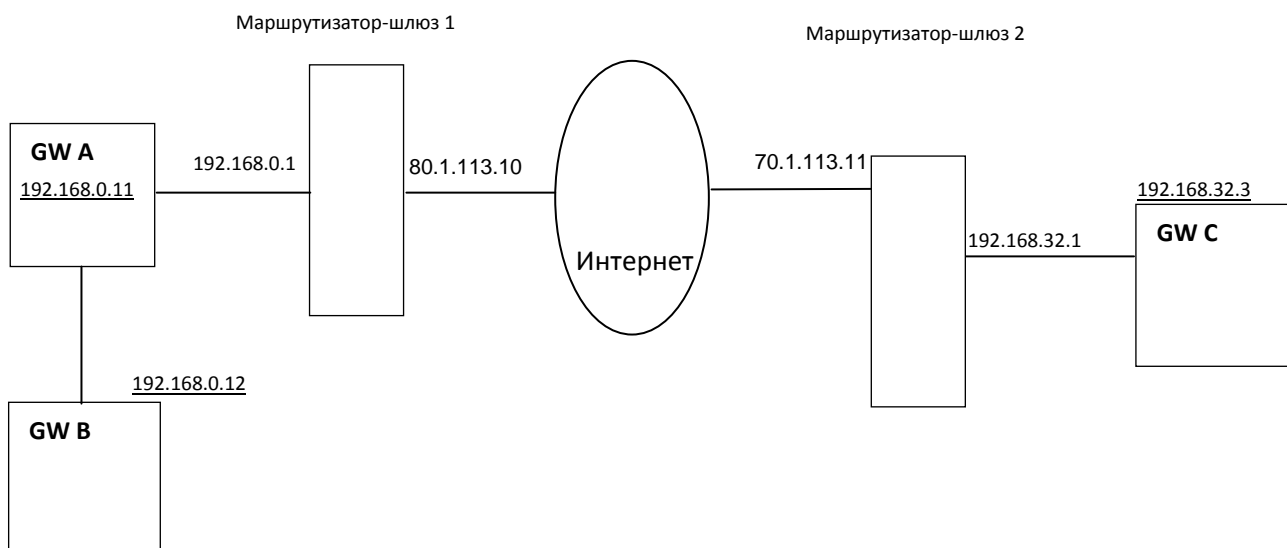 Маршрутизатор-шлюз 1
Маршрутизатор-шлюз 2
GW A
192.168.0.11
192.168.0.1
80.1.113.10
Интернет
70.1.113.11
192.168.32.1
192.168.32.3
GW C
192.168.0.12
GW B